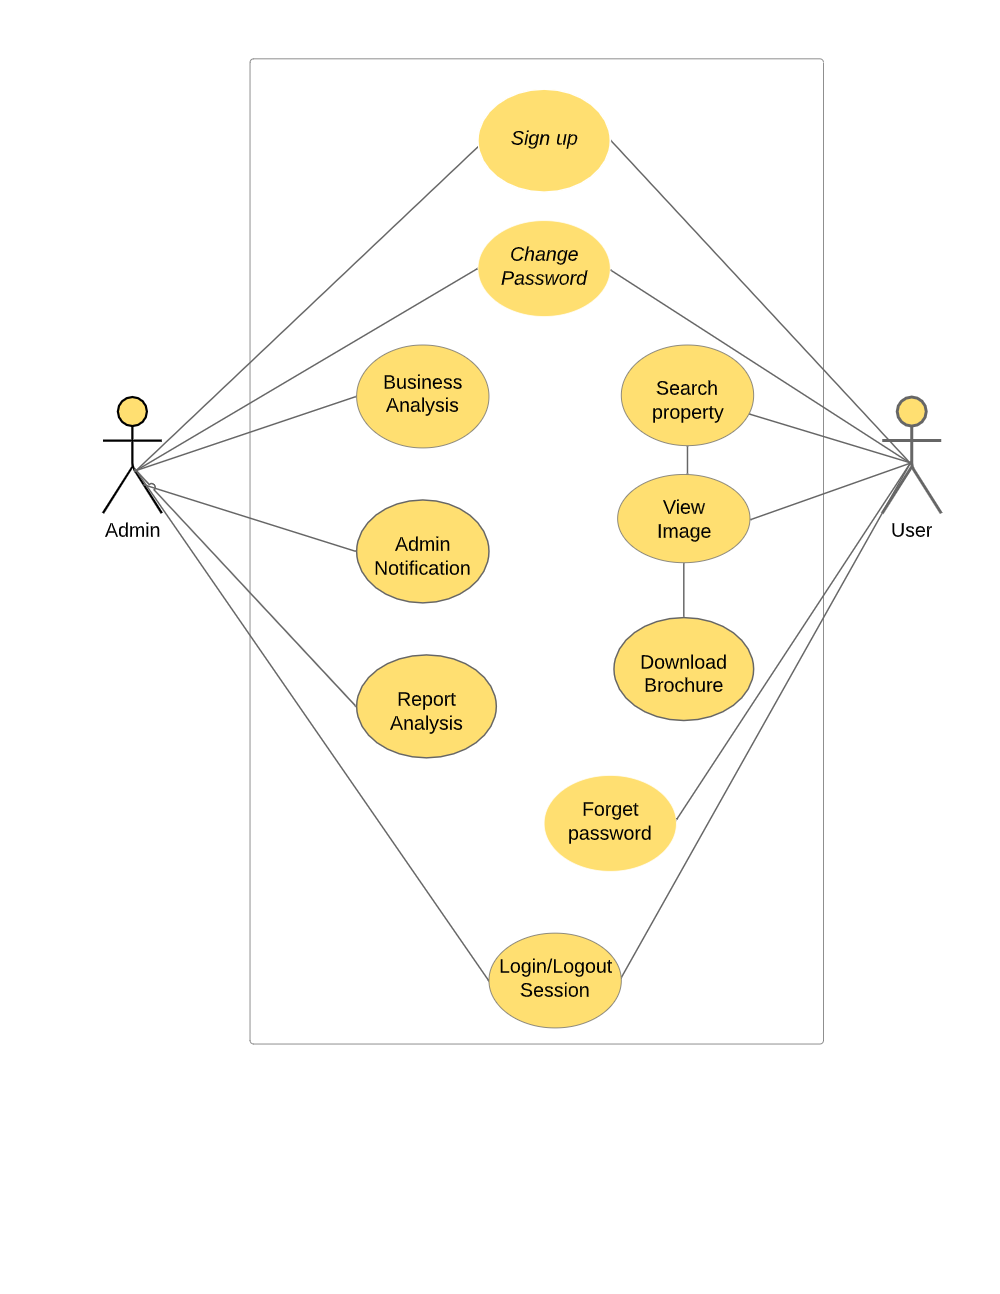 Sign up
Change
Password
Business
Analysis
Search
property
View
Image
Admin
User
Admin
Notification
Download
Brochure
Report
Analysis
Forget
password
Login/Logout
Session